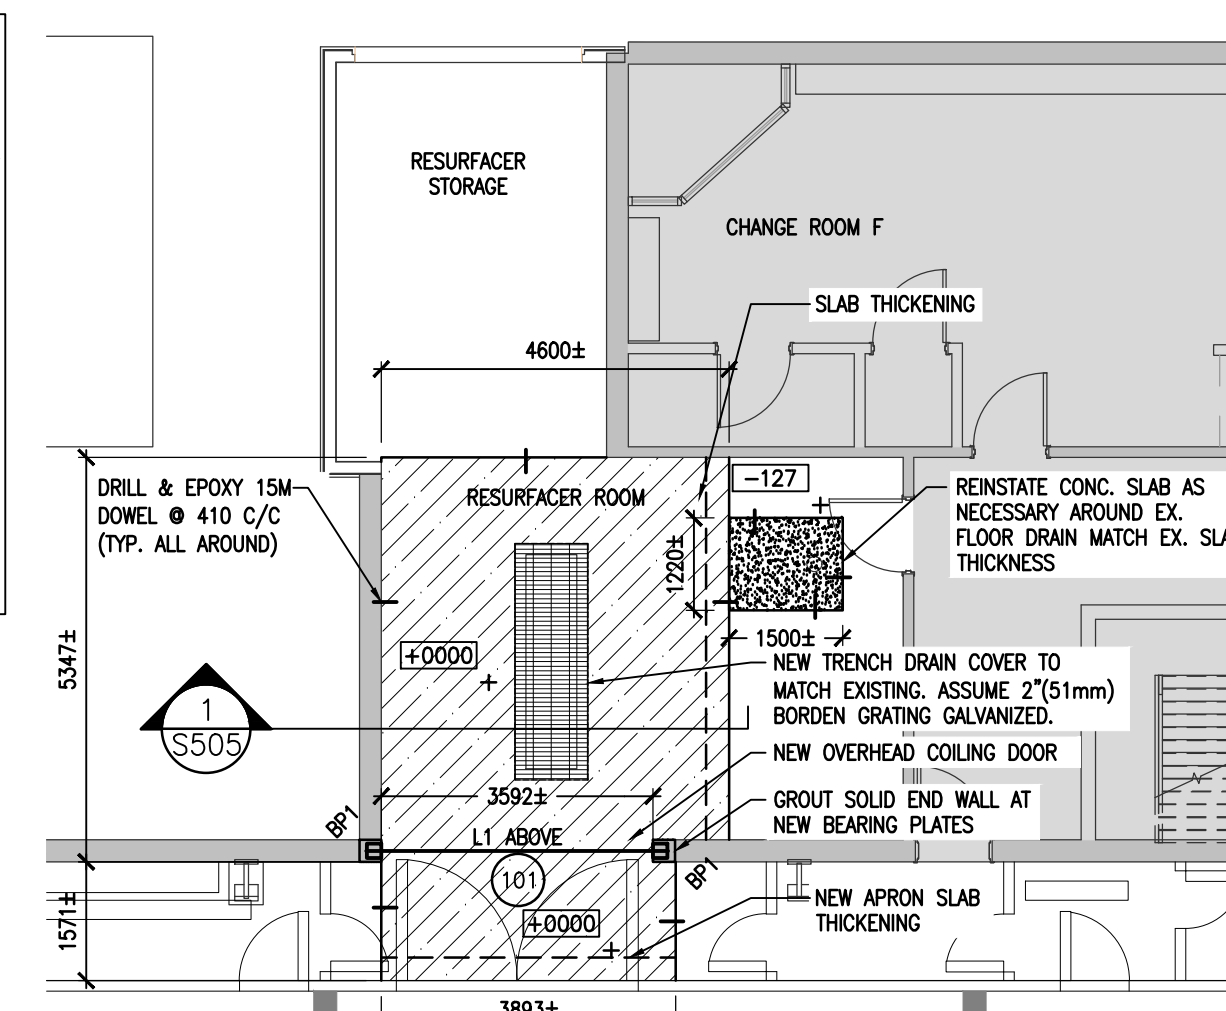 RESURFACER
STORAGE
CHANGE ROOM F
SLAB THICKENING
4600±
DRILL & EPOXY 15M
DOWEL @ 410 C/C
(TYP. ALL AROUND)
RESURFACER ROOM
-127
REINSTATE CONC. SLAB AS
NECESSARY AROUND EX.
FLOOR DRAIN MATCH EX. SLA
THICKNESS
1220±
1500±
5347±
+0000
NEW TRENCH DRAIN COVER TO
MATCH EXISTING. ASSUME 2"(51mm)
BORDEN GRATING GALVANIZED.
1
S505
NEW OVERHEAD COILING DOOR
3592±
GROUT SOLID END WALL AT
NEW BEARING PLATES
BP1
L1 ABOVE
BP1
101
NEW APRON SLAB
THICKENING
+0000
1571±
3893±